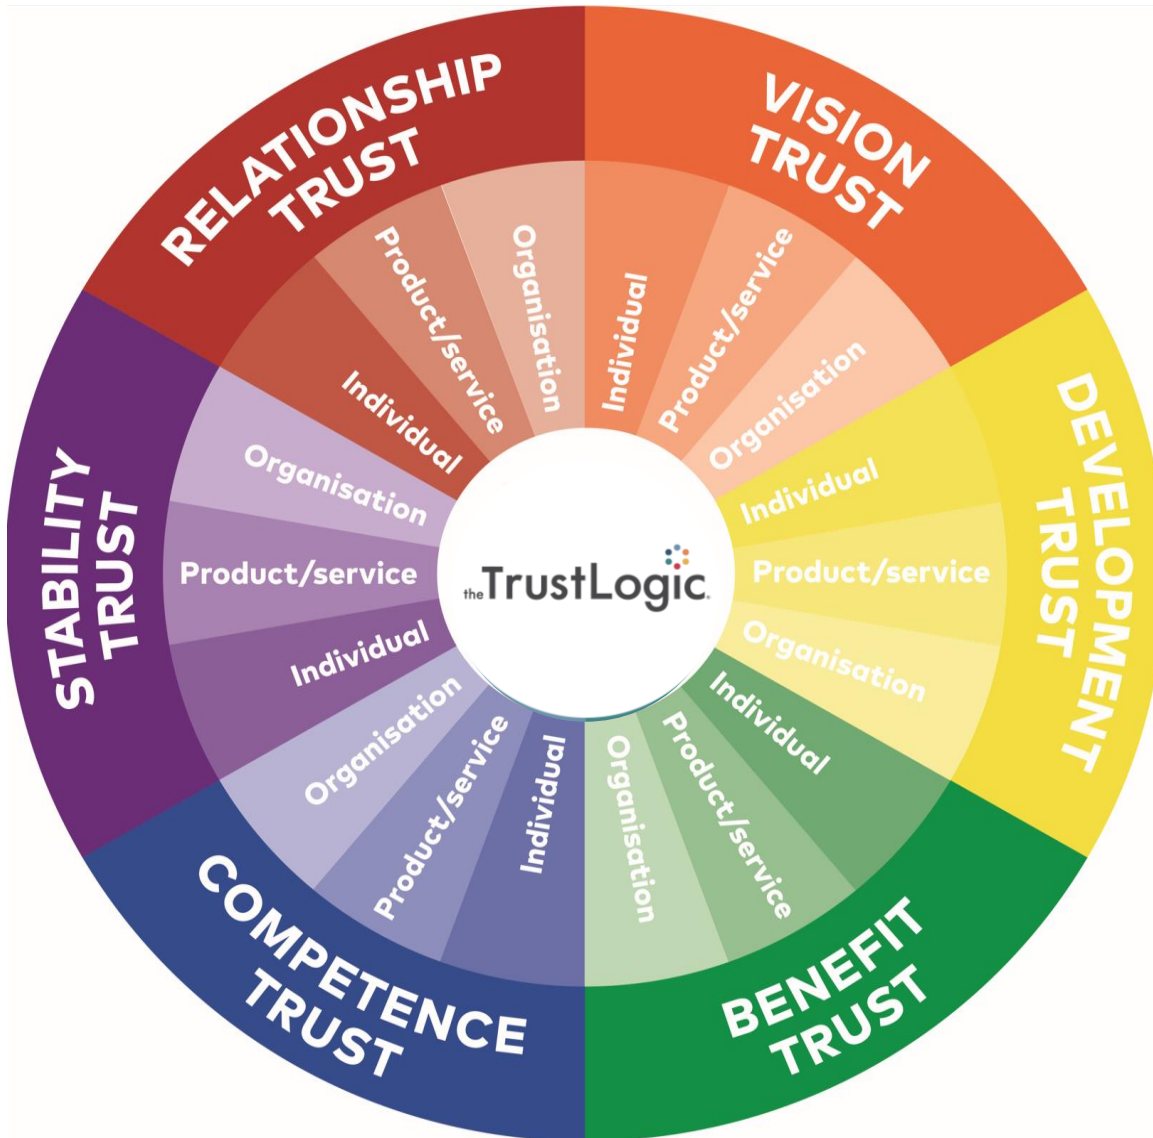 VISION
TRUST
Individual
Product/service
Organisation
DEVELOPMENT
TRUST
Individual
Product/service
Organisation
BENEFIT
TRUST
Individual
Product/service
Organisation
COMPETENCE
TRUST
Individual
Product/service
Organisation
STABILITY
TRUST
Individual
Product/service
Organisation
RELATIONSHIP
TRUST
Individual
Product/service
Organisation
theTrustLogic®